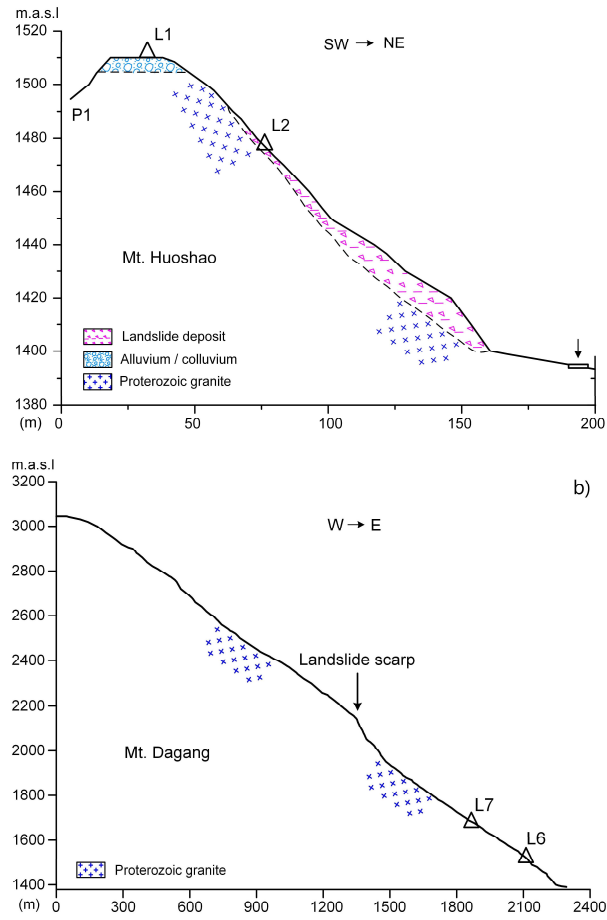 m.a.s.l
1520
L1
SW → NE
1500
P1
L2
1480
1460
1440
Mt. Huoshao
1420
Landslide deposit
Alluvium / colluvium
1400
Proterozoic granite
1380
(m)
0
50
100
150
200
m.a.s.l
b)
3200
W → E
3000
2800
2600
2400
Landslide scarp
2200
2000
Mt. Dagang
1800
L7
1600
L6
Proterozoic granite
1400
(m)
0
300
600
900
1200
1500
1800
2100
2400